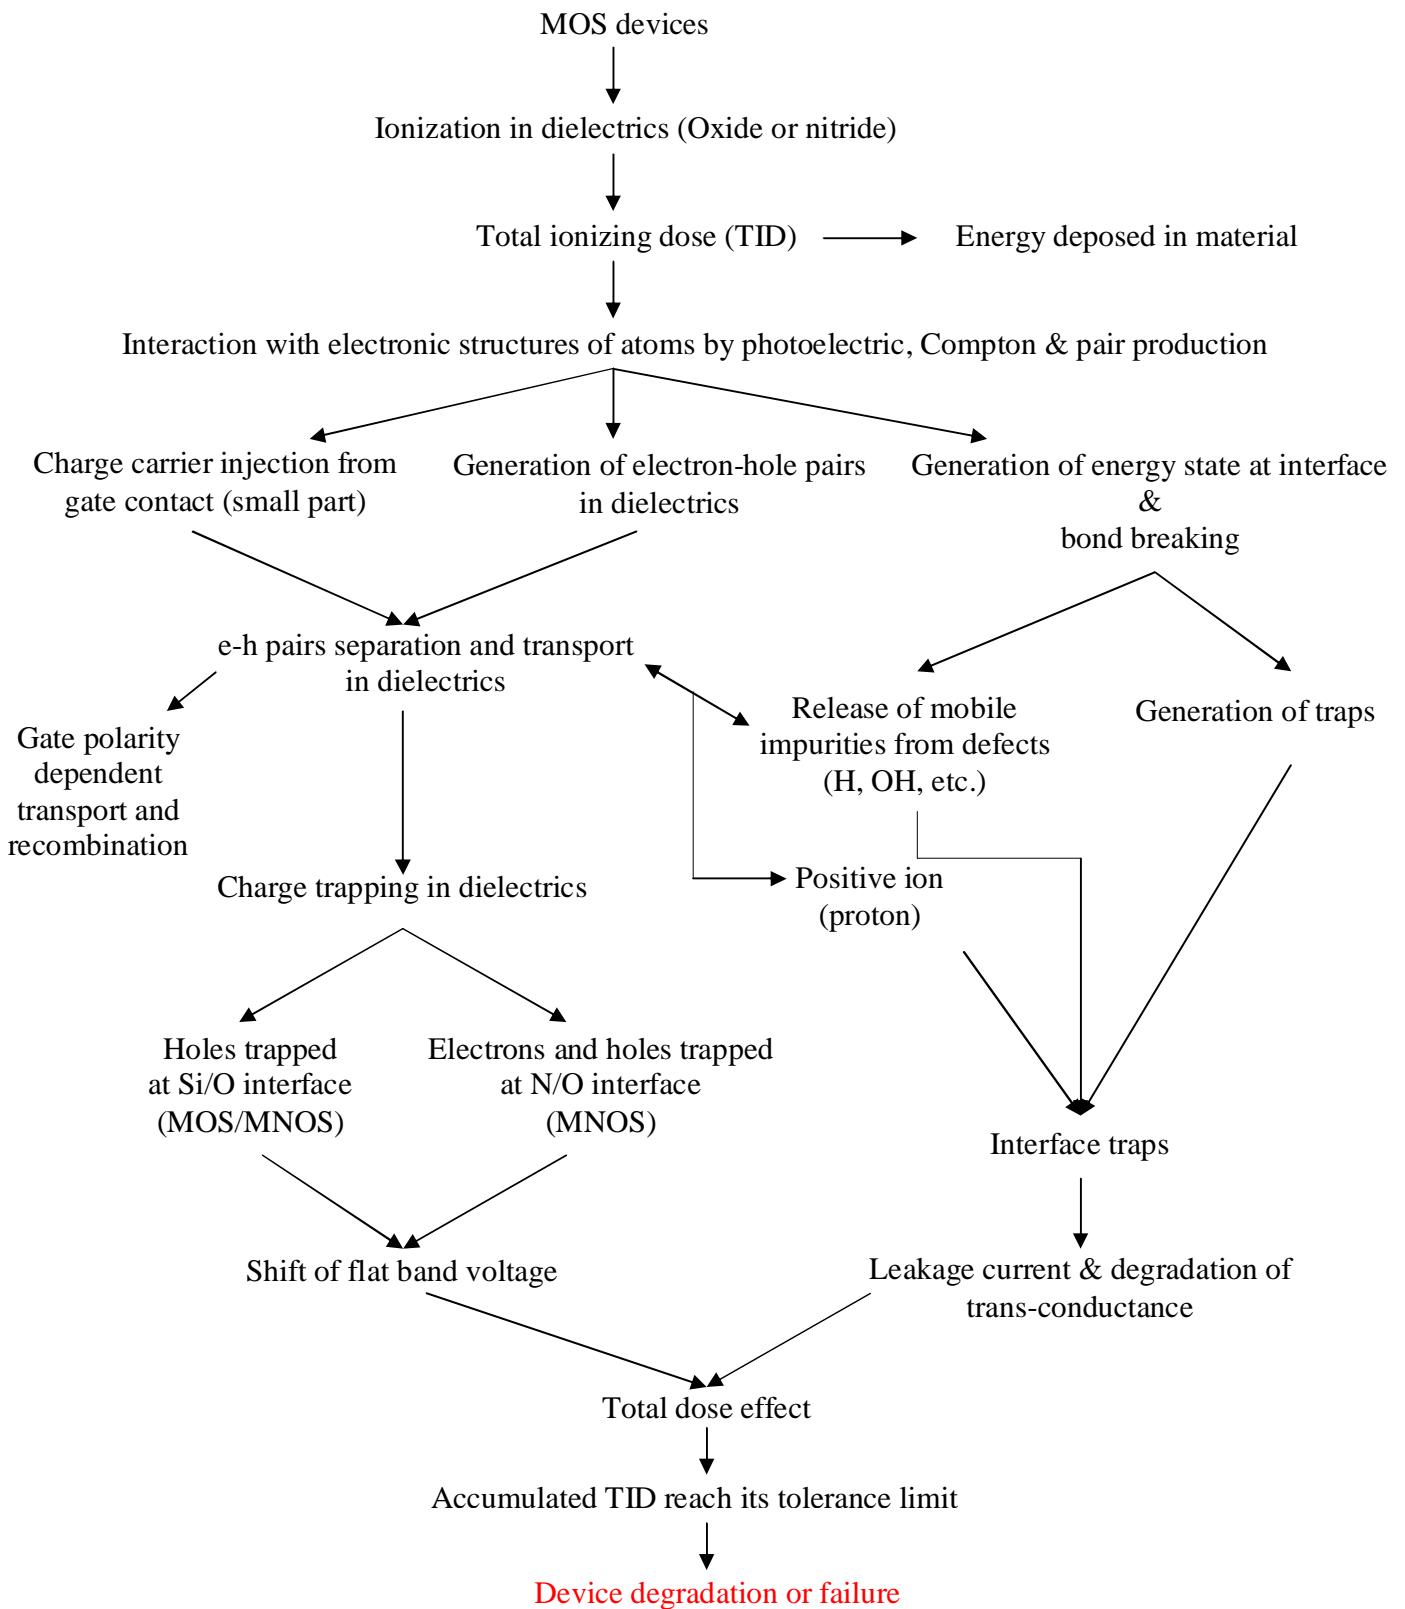 MOS devices
Ionization in dielectrics (Oxide or nitride)
Total ionizing dose (TID)
Energy deposed in material
Interaction with electronic structures of atoms by photoelectric, Compton & pair production
Charge carrier injection from
gate contact (small part)
Generation of electron-hole pairs
in dielectrics
Generation of energy state at interface
&
bond breaking
e-h pairs separation and transport
in dielectrics
Release of mobile
impurities from defects
(H, OH, etc.)
Generation of traps
Gate polarity
dependent
transport and
recombination
Charge trapping in dielectrics
Positive ion
(proton)
Holes trapped
at Si/O interface
(MOS/MNOS)
Electrons and holes trapped
at N/O interface
(MNOS)
Interface traps
Shift of flat band voltage
Leakage current & degradation of
trans-conductance
Total dose effect
Accumulated TID reach its tolerance limit
Device degradation or failure